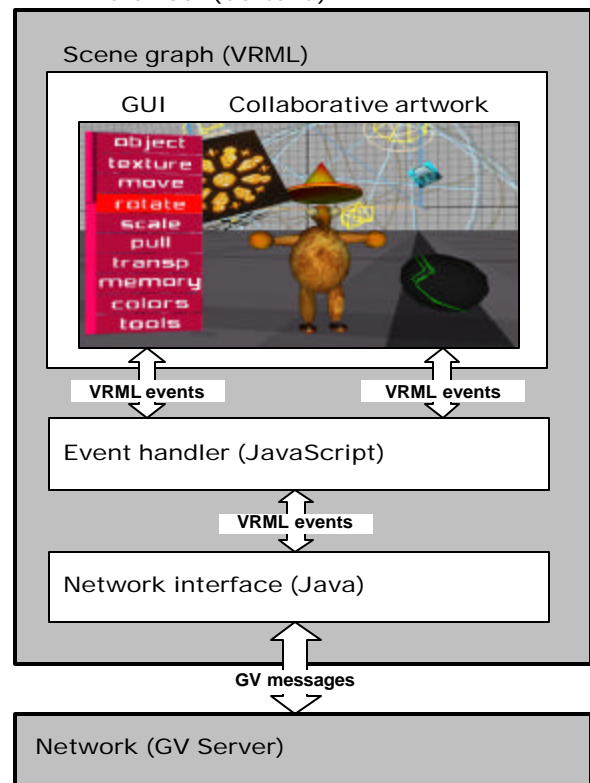 Scene graph (VRML)
GUI Collaborative artwork
object
texture
move
rotate
scale
pull
transp
memory
colors
tools
VRML events VRML events
Event handler (JavaScript)
VRML events
Network interface (Java)
GV messages
Network (GV Server)